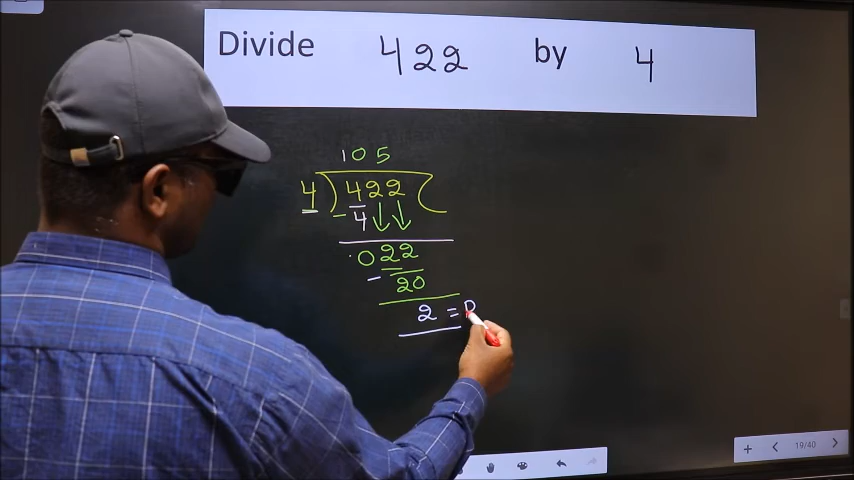 Divide 422 by 4
105
4) 422 (
- 4 ↓ ↓
022
- 20
2 = R
19/40